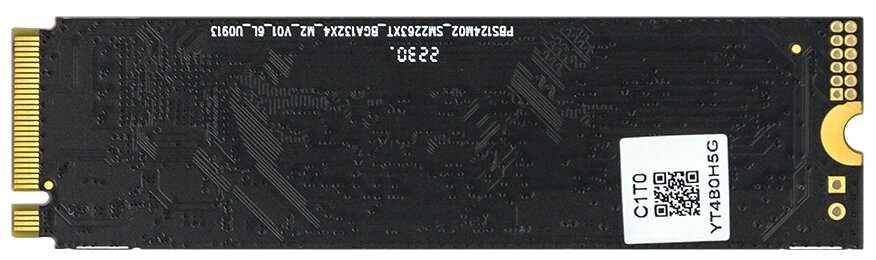 PBS124M02_SM2263XT_BGA132X4_M2_V01_6L_U0913
2230.
C1T0
YT4B0H5G